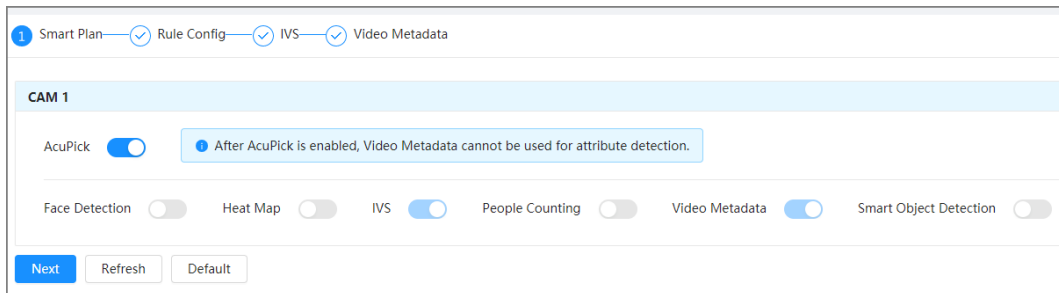 1 Smart Plan Rule Config IVS Video Metadata
CAM 1
AcuPick After AcuPick is enabled, Video Metadata cannot be used for attribute detection.
Face Detection Heat Map IVS People Counting Video Metadata Smart Object Detection
Next Refresh Default